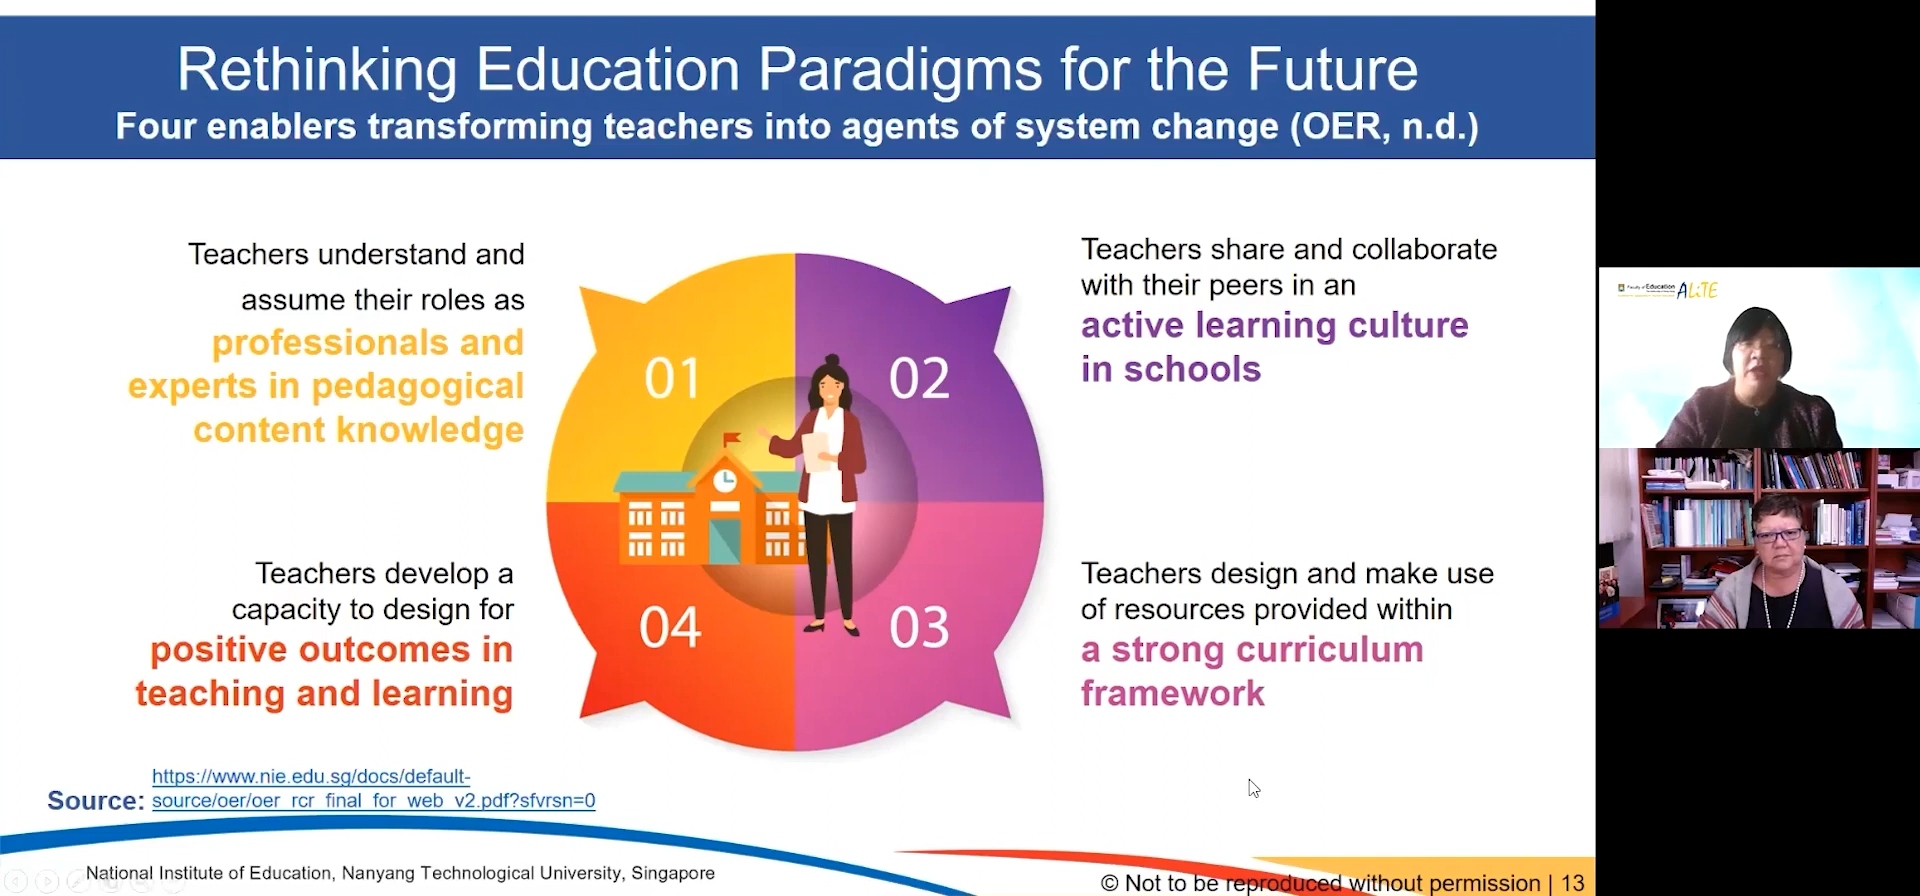 Rethinking Education Paradigms for the Future
Four enablers transforming teachers into agents of system change (OER, n.d.)
Teachers understand and
assume their roles as
professionals and
experts in pedagogical
content knowledge
01
02
Teachers share and collaborate
with their peers in an
active learning culture
in schools
Teachers develop a
capacity to design for
positive outcomes in
teaching and learning
04
03
Teachers design and make use
of resources provided within
a strong curriculum
framework
Source: https://www.nie.edu.sg/docs/default-
source/oer/oer_rcr_final_for_web_v2.pdf?sfvrsn=0
National Institute of Education, Nanyang Technological University, Singapore
© Not to be reproduced without permission | 13
Faculty of Education
ALiTE